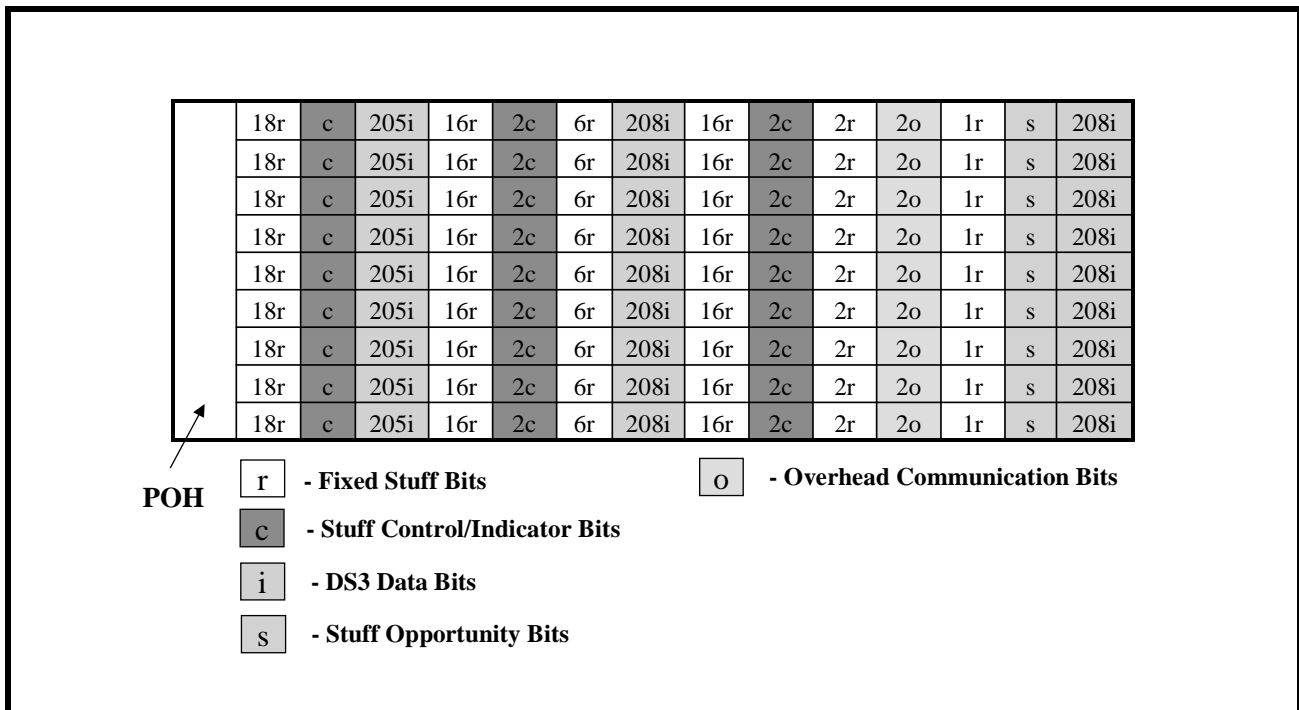 18r c 205i 16r 2c 6r 208i 16r 2c 2r 2o 1r s 208i
18r c 205i 16r 2c 6r 208i 16r 2c 2r 2o 1r s 208i
18r c 205i 16r 2c 6r 208i 16r 2c 2r 2o 1r s 208i
18r c 205i 16r 2c 6r 208i 16r 2c 2r 2o 1r s 208i
18r c 205i 16r 2c 6r 208i 16r 2c 2r 2o 1r s 208i
18r c 205i 16r 2c 6r 208i 16r 2c 2r 2o 1r s 208i
18r c 205i 16r 2c 6r 208i 16r 2c 2r 2o 1r s 208i
18r c 205i 16r 2c 6r 208i 16r 2c 2r 2o 1r s 208i
18r c 205i 16r 2c 6r 208i 16r 2c 2r 2o 1r s 208i
POH
r - Fixed Stuff Bits
o - Overhead Communication Bits
c - Stuff Control/Indicator Bits
i - DS3 Data Bits
s - Stuff Opportunity Bits